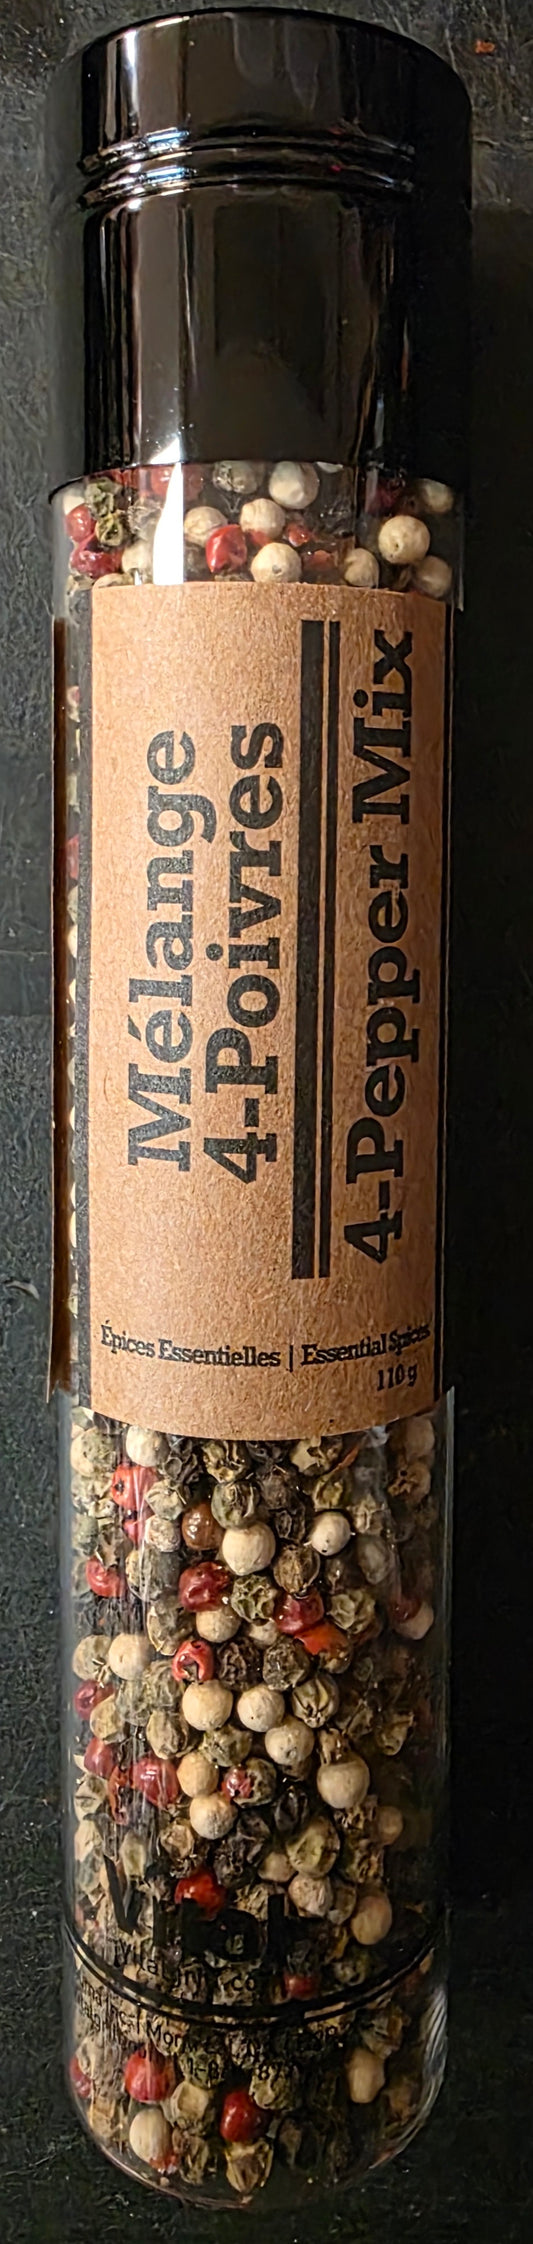 Mélange
4-Poivres
4-Pepper Mix
Épices Essentielles | Essential Spices
110 g